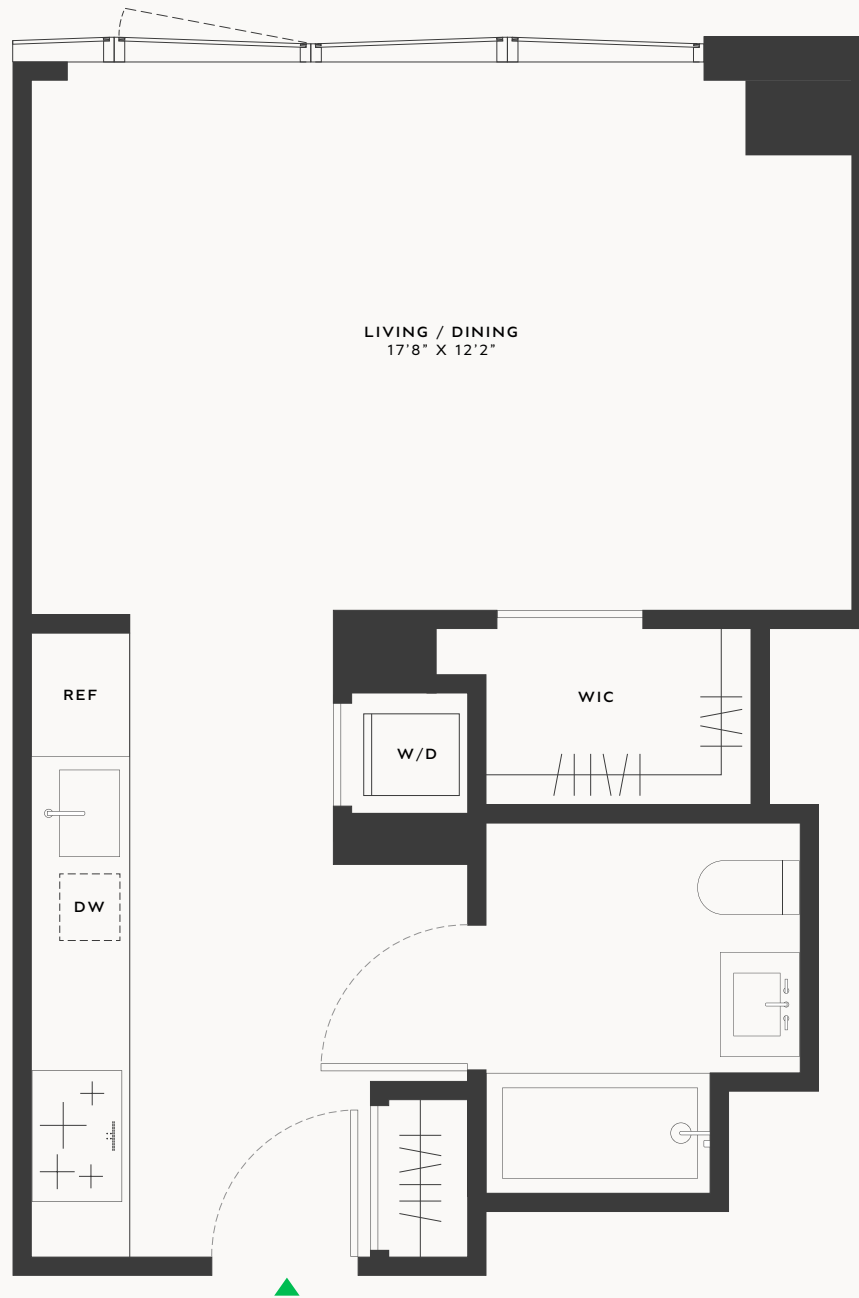 LIVING / DINING
17’8” X 12’2”
REF
WIC
W/D
DW